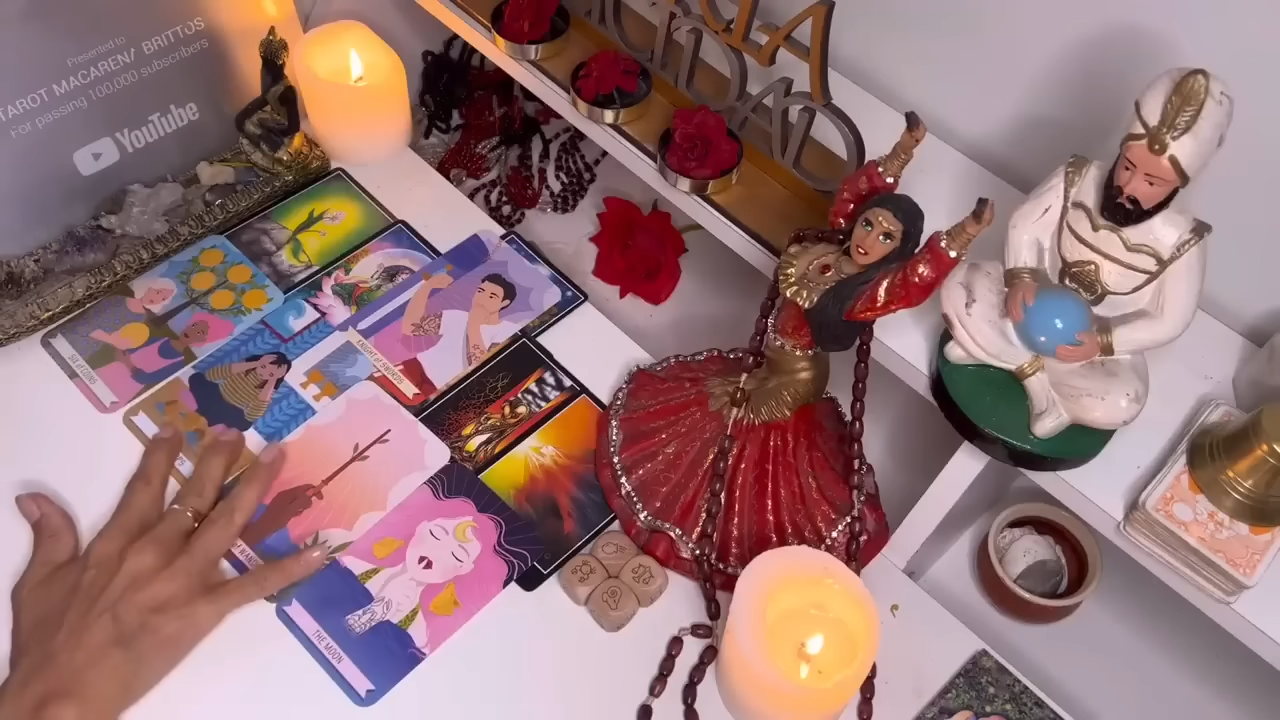 Presented to
TAROT MACAREN/ BRITTOS
For passing 100,000 subscribers
YouTube
SIX of COINS
KNIGHT of SWORDS
THE MOON